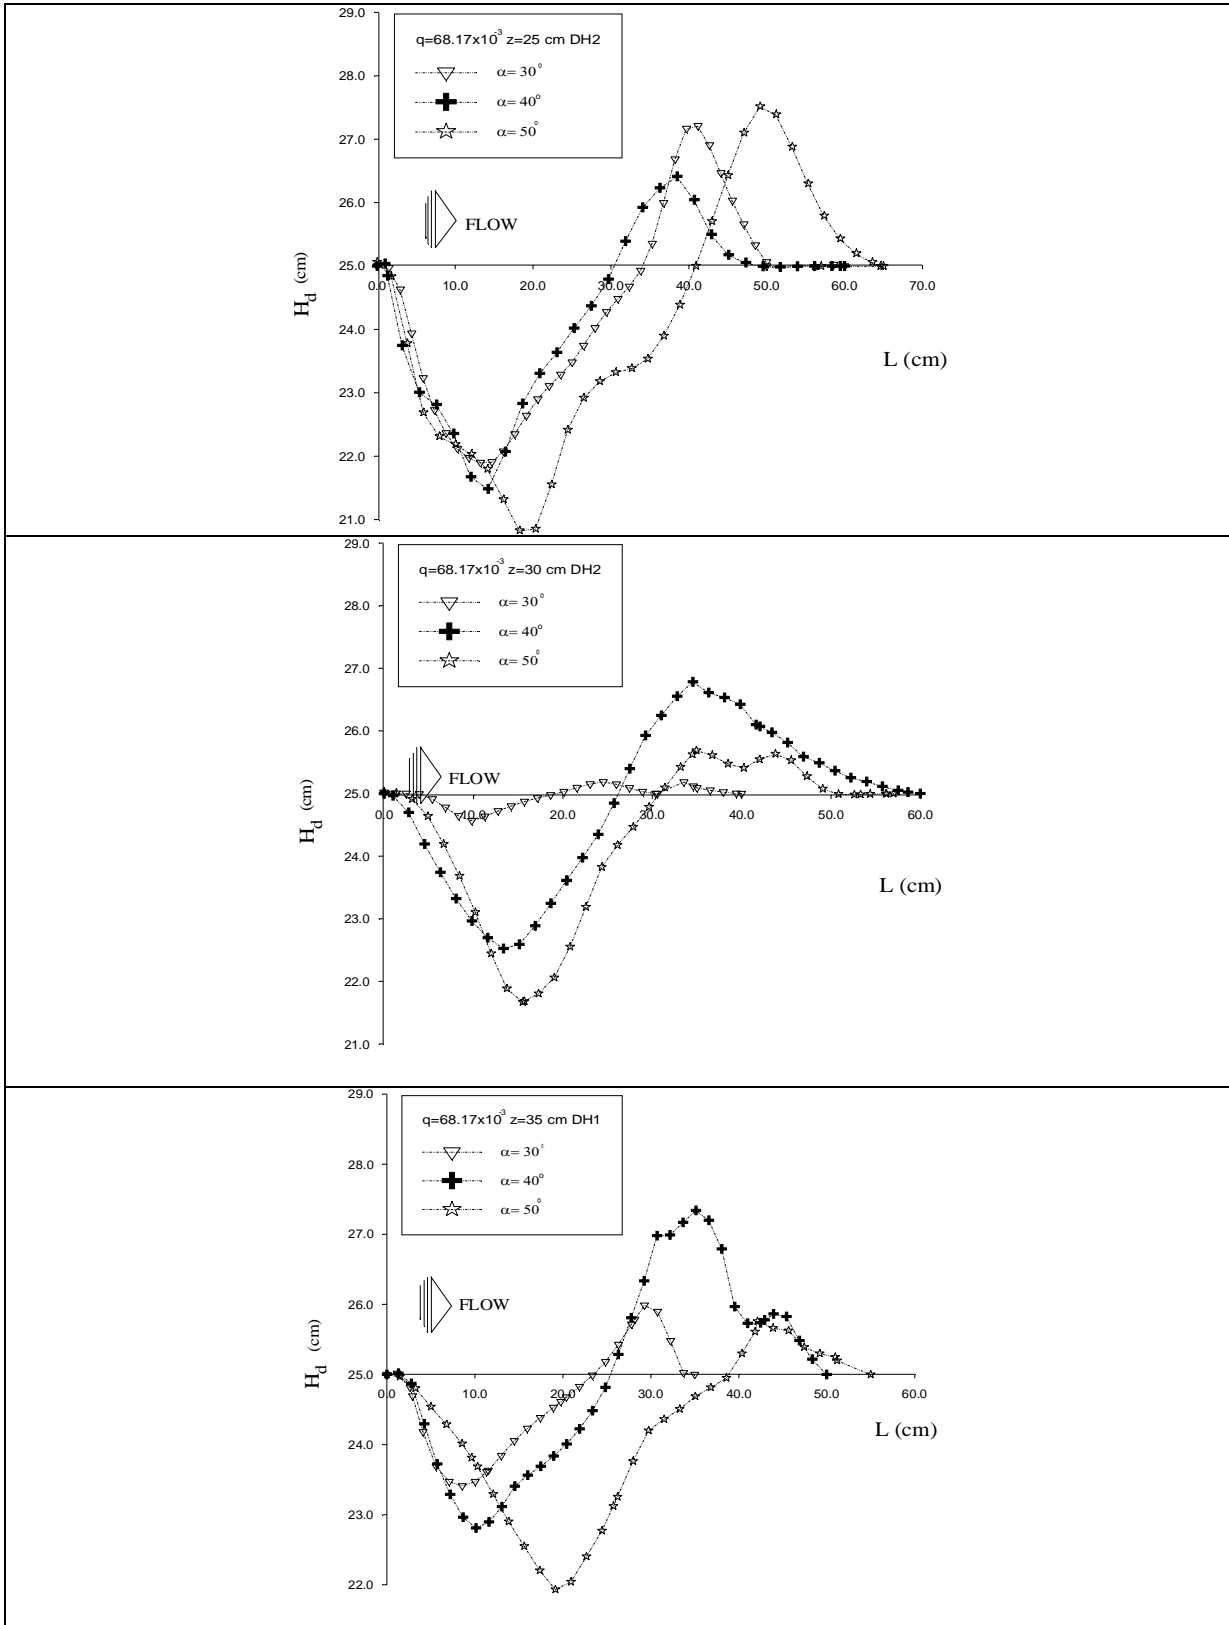 29.0
q=68.17x10⁻³ z=25 cm DH2
α= 30°
28.0
α= 40°
α= 50°
27.0
26.0
FLOW
25.0
0.0 10.0 20.0 30.0 40.0 50.0 60.0 70.0
H_d (cm)
24.0
L (cm)
23.0
22.0
21.0
29.0
q=68.17x10⁻³ z=30 cm DH2
28.0
α= 30°
α= 40°
α= 50°
27.0
26.0
FLOW
25.0
0.0 10.0 20.0 30.0 40.0 50.0 60.0
H_d (cm)
24.0
L (cm)
23.0
22.0
21.0
29.0
q=68.17x10⁻³ z=35 cm DH1
α= 30°
28.0
α= 40°
α= 50°
27.0
26.0
FLOW
25.0
0.0 10.0 20.0 30.0 40.0 50.0 60.0
H_d (cm)
L (cm)
24.0
23.0
22.0